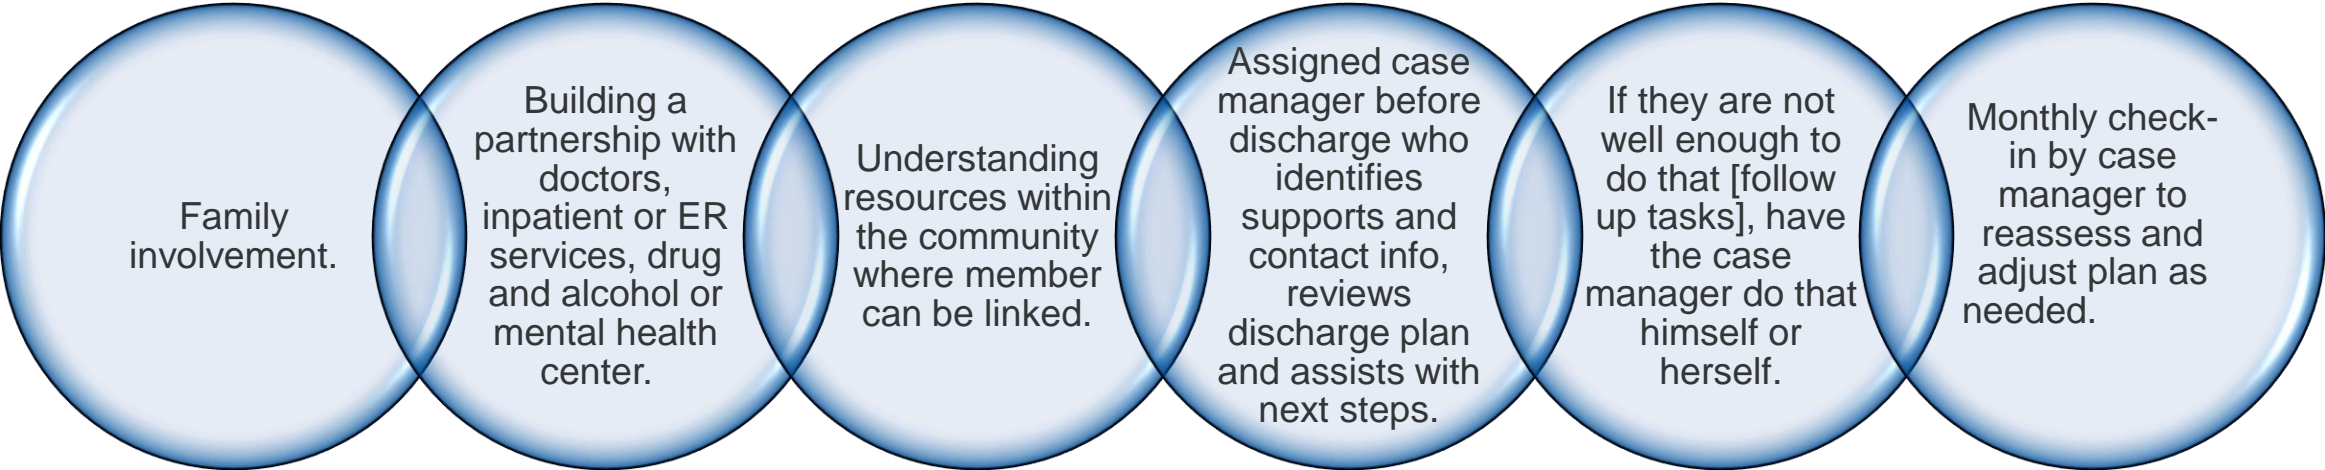 Family
involvement.
Building a
partnership with
doctors,
inpatient or ER
services, drug
and alcohol or
mental health
center.
Understanding
resources within
the community
where member
can be linked.
Assigned case
manager before
discharge who
identifies
supports and
contact info,
reviews
discharge plan
and assists with
next steps.
If they are not
well enough to
do that [follow
up tasks], have
the case
manager do that
himself or
herself.
Monthly check-
in by case
manager to
reassess and
adjust plan as
needed.